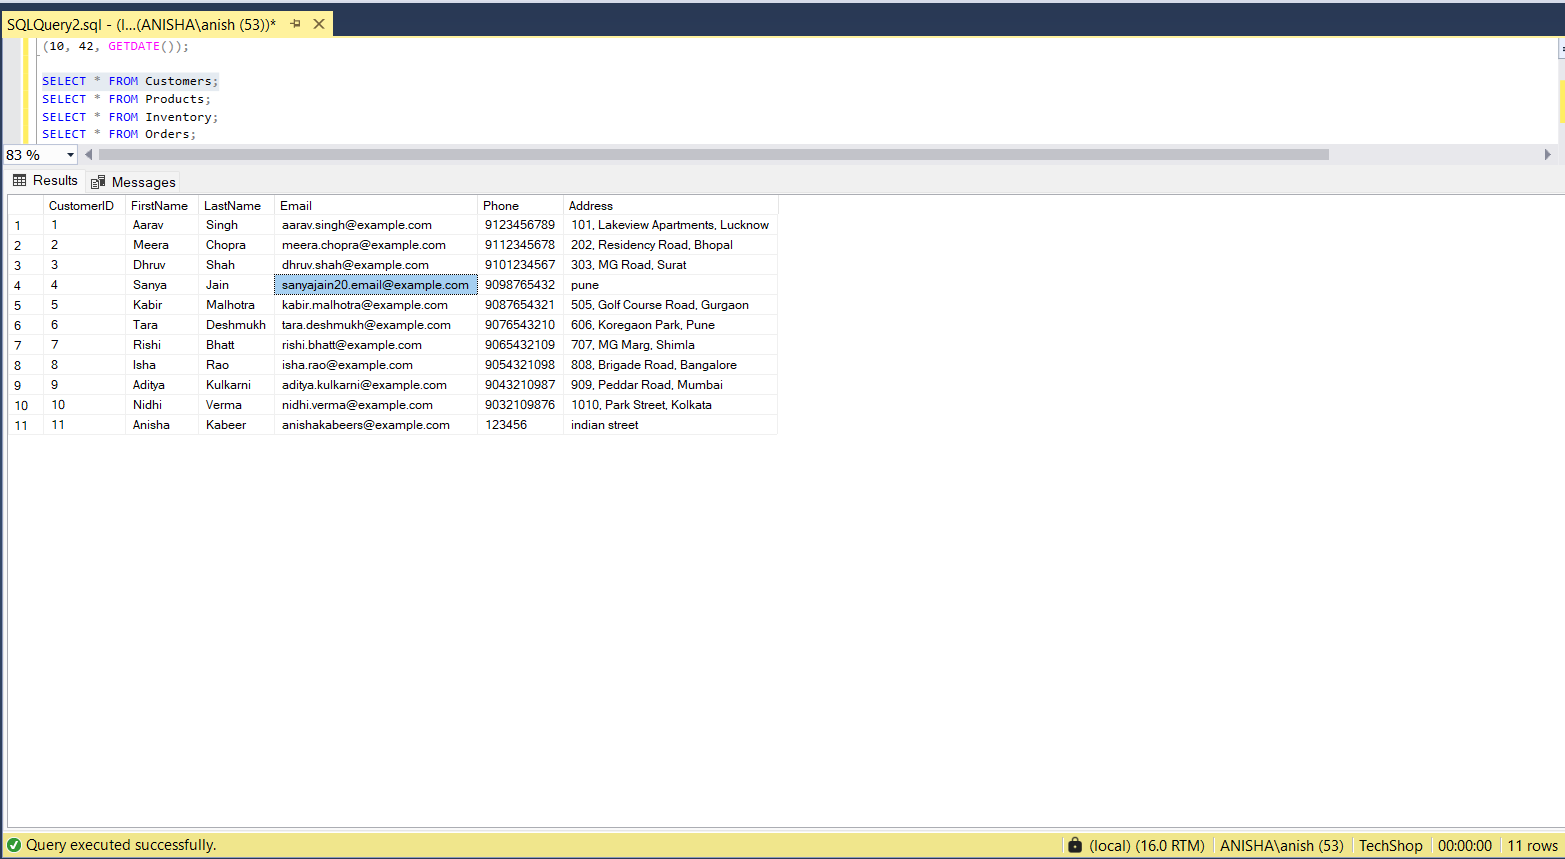 SQLQuery2.sql - (l...(ANISHA\anish (53))*
(10, 42, GETDATE());
SELECT * FROM Customers;
SELECT * FROM Products;
SELECT * FROM Inventory;
SELECT * FROM Orders;
83 %
Results Messages
CustomerID FirstName LastName Email Phone Address
1 1 Aarav Singh aarav.singh@example.com 9123456789 101, Lakeview Apartments, Lucknow
2 2 Meera Chopra meera.chopra@example.com 9112345678 202, Residency Road, Bhopal
3 3 Dhruv Shah dhruv.shah@example.com 9101234567 303, MG Road, Surat
4 4 Sanya Jain sanyajain20.email@example.com 9098765432 pune
5 5 Kabir Malhotra kabir.malhotra@example.com 9087654321 505, Golf Course Road, Gurgaon
6 6 Tara Deshmukh tara.deshmukh@example.com 9076543210 606, Koregaon Park, Pune
7 7 Rishi Bhatt rishi.bhatt@example.com 9065432109 707, MG Marg, Shimla
8 8 Isha Rao isha.rao@example.com 9054321098 808, Brigade Road, Bangalore
9 9 Aditya Kulkarni aditya.kulkarni@example.com 9043210987 909, Peddar Road, Mumbai
10 10 Nidhi Verma nidhi.verma@example.com 9032109876 1010, Park Street, Kolkata
11 11 Anisha Kabeer anishakabeers@example.com 123456 indian street
Query executed successfully. (local) (16.0 RTM) ANISHA\anish (53) TechShop 00:00:00 11 rows